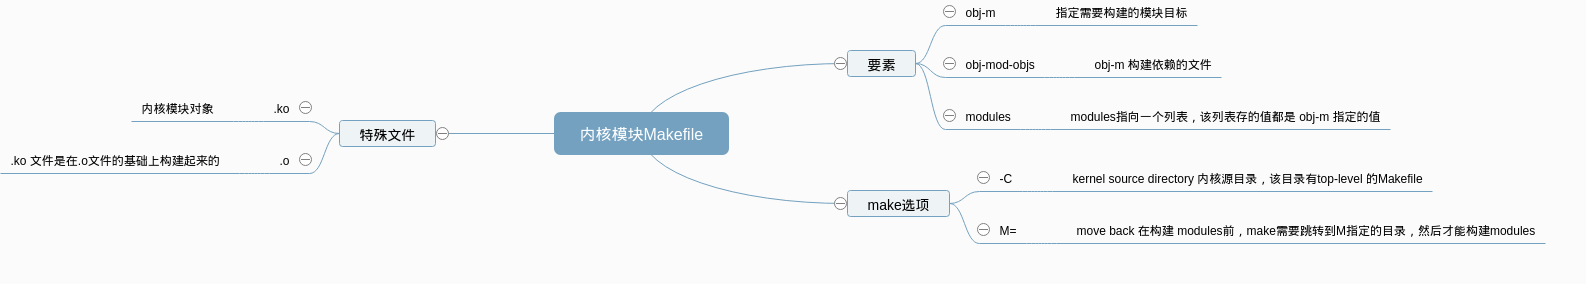 内核模块Makefile
要素
obj-m 指定需要构建的模块目标
obj-mod-objs obj-m 构建依赖的文件
modules modules指向一个列表，该列表存的值都是 obj-m 指定的值
make选项
-C kernel source directory 内核源目录，该目录有top-level 的Makefile
M= move back 在构建 modules前，make需要跳转到M指定的目录，然后才能构建modules
特殊文件
内核模块对象 .ko
.ko 文件是在.o文件的基础上构建起来的 .o